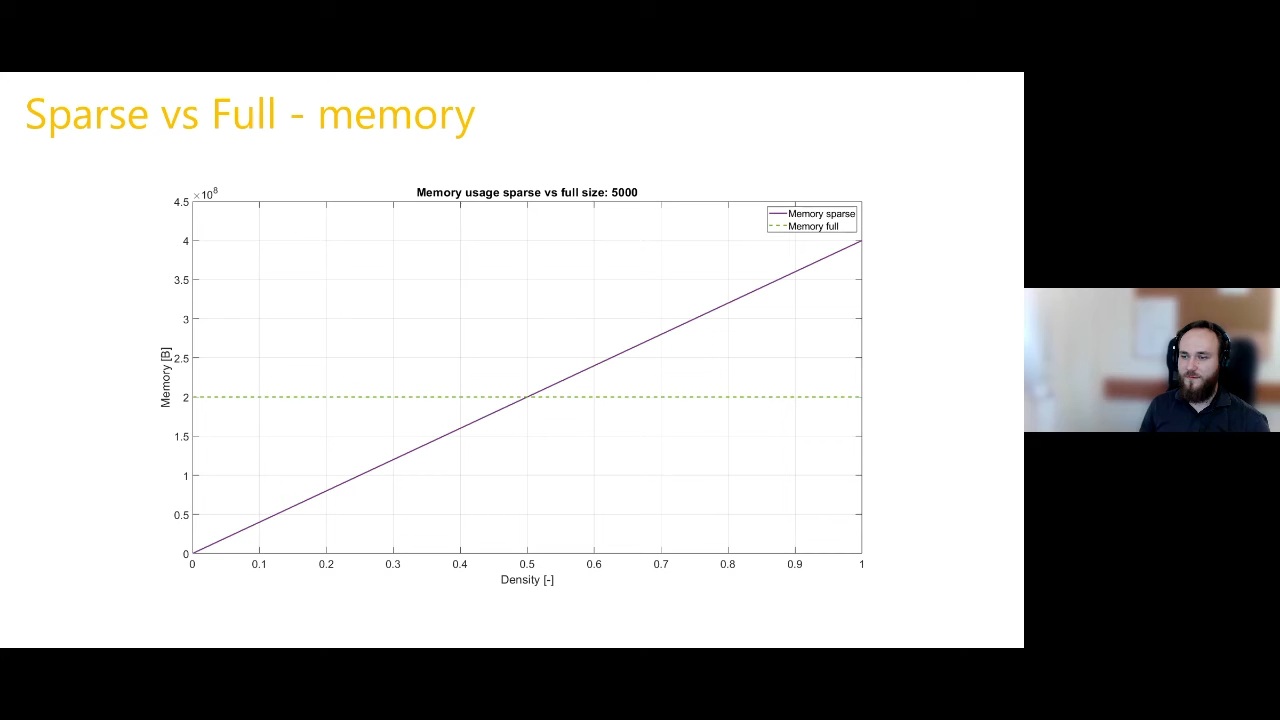 Sparse vs Full - memory
Memory usage sparse vs full size: 5000
×10^8
4.5
4
3.5
3
2.5
2
1.5
1
0.5
0
Memory [B]
Memory sparse
Memory full
0 0.1 0.2 0.3 0.4 0.5 0.6 0.7 0.8 0.9 1
Density [-]